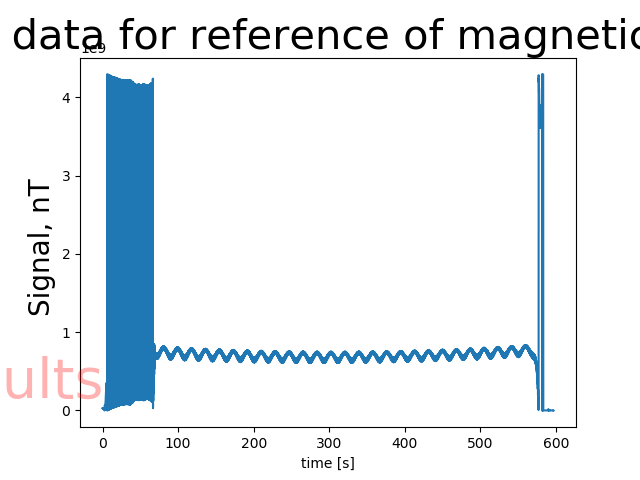 data for reference of magnetic
1e9
Signal, nT
4
3
2
1
0
ults
0 100 200 300 400 500 600
time [s]